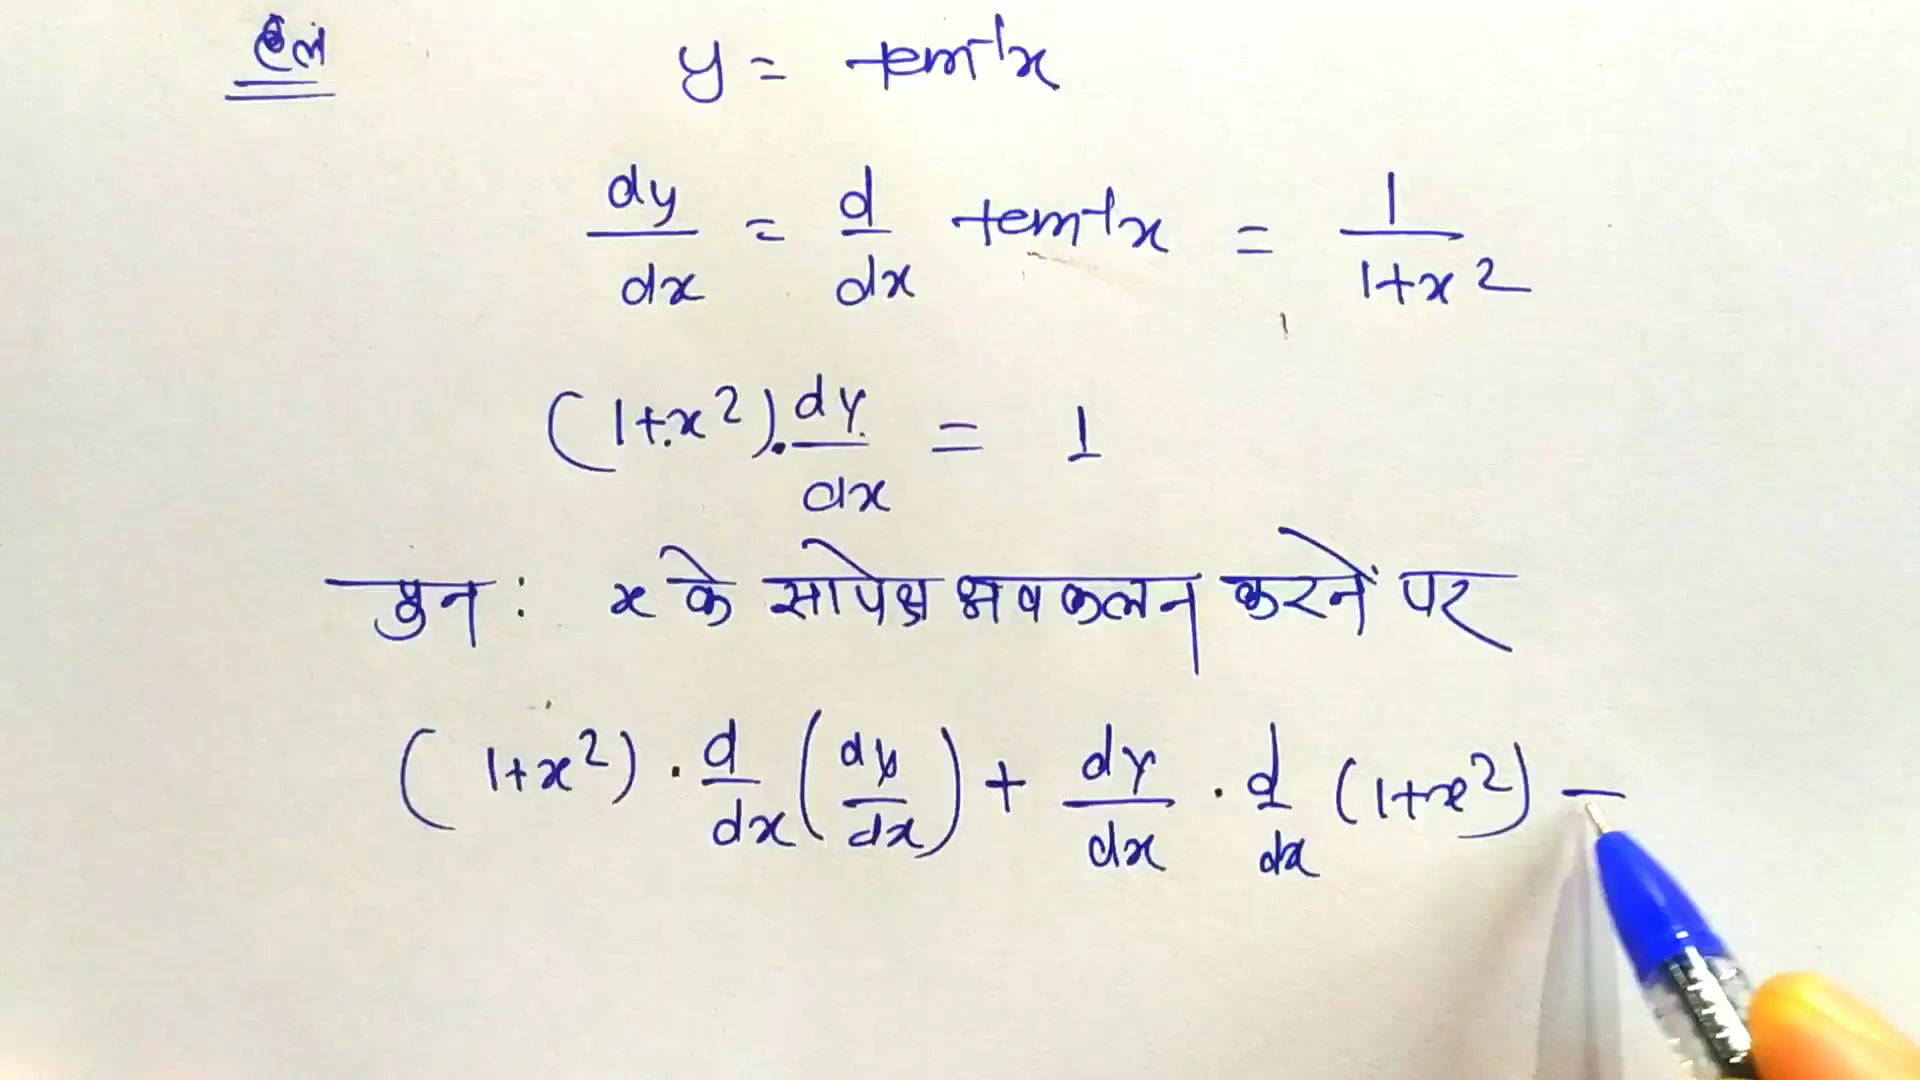 हल
y = tan⁻¹x
dy/dx = d/dx tan⁻¹x = 1/1+x²
(1+x²)·dy/dx = 1
पुनः x के सापेक्ष अवकलन करनें पर
(1+x²)·d/dx(dy/dx) + dy/dx · d/dx (1+x²) –